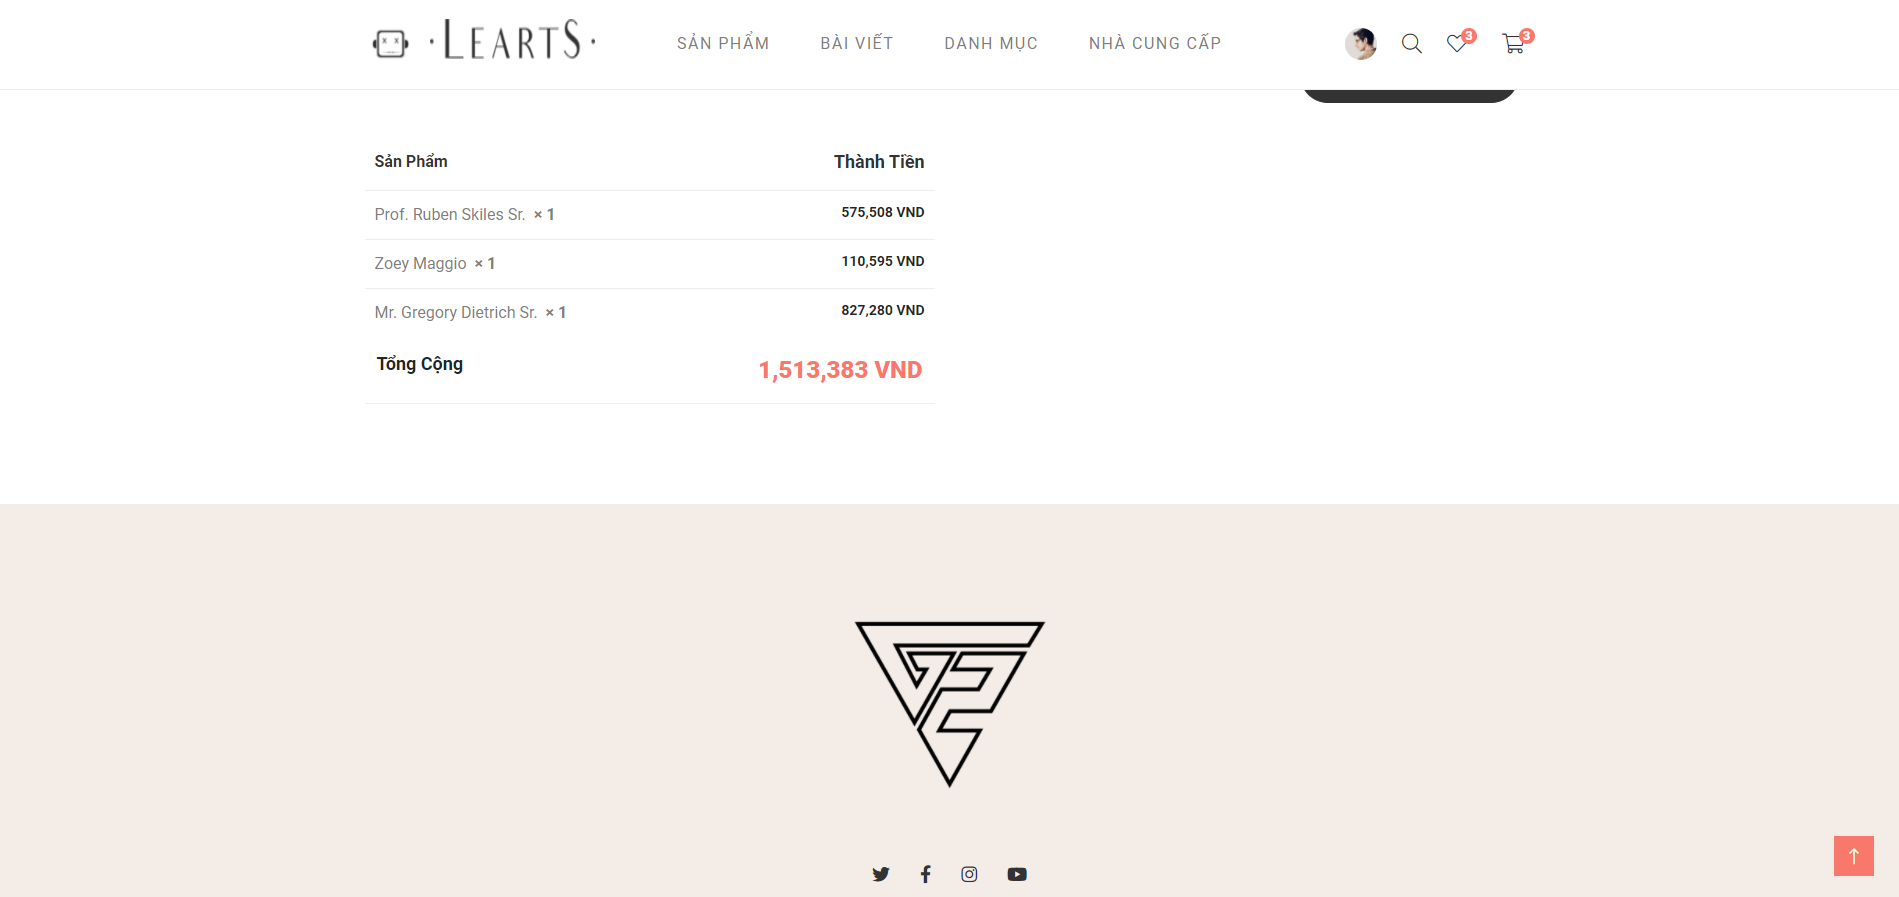 ·LEARTS·
SẢN PHẨM BÀI VIẾT DANH MỤC NHÀ CUNG CẤP
3 3
Sản Phẩm Thành Tiền
Prof. Ruben Skiles Sr. × 1 575,508 VND
Zoey Maggio × 1 110,595 VND
Mr. Gregory Dietrich Sr. × 1 827,280 VND
Tổng Cộng 1,513,383 VND